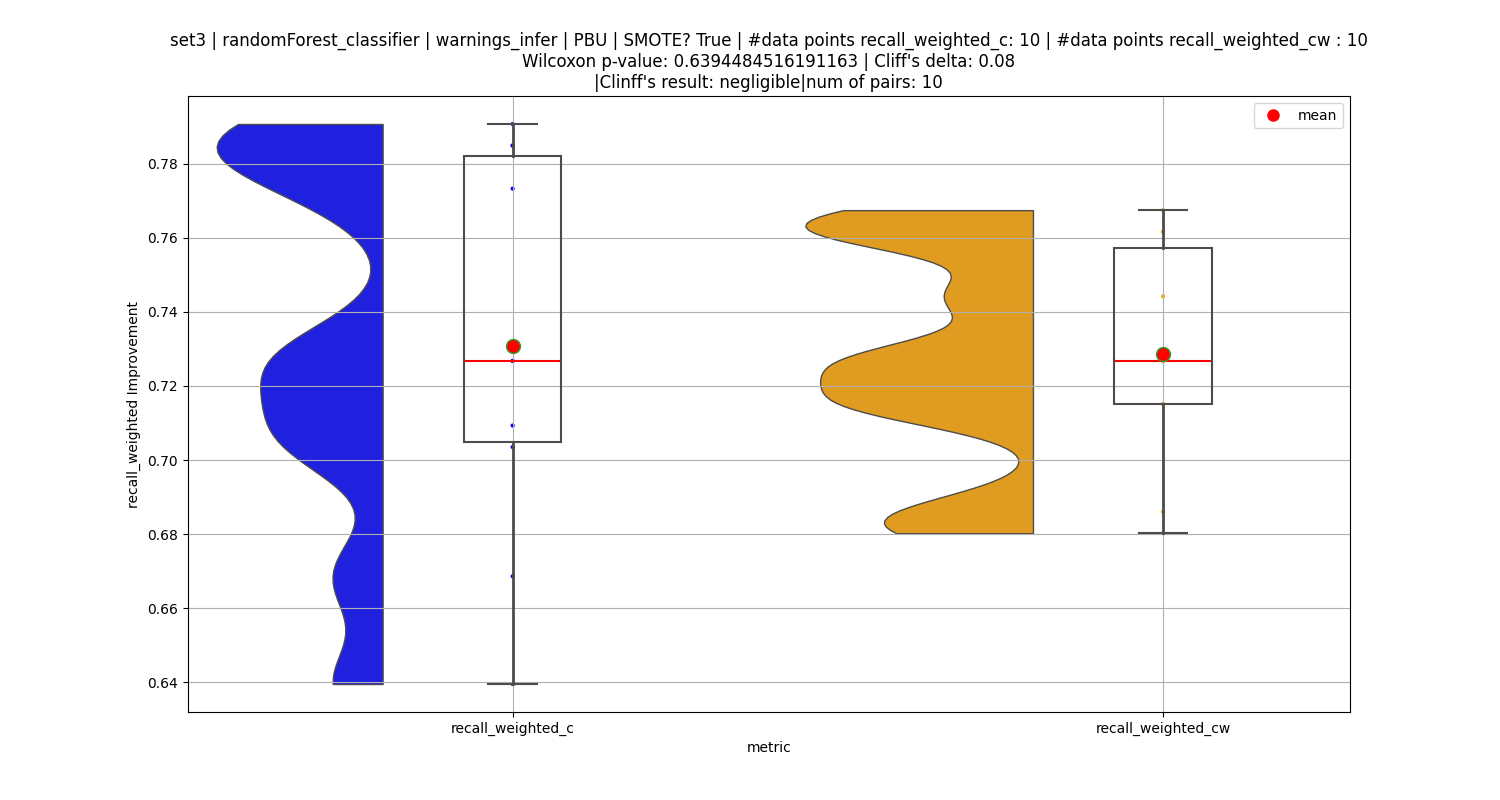 set3 | randomForest_classifier | warnings_infer | PBU | SMOTE? True | #data points recall_weighted_c: 10 | #data points recall_weighted_cw : 10
Wilcoxon p-value: 0.6394484516191163 | Cliff's delta: 0.08
|Clinff's result: negligible|num of pairs: 10
mean
0.78
0.76
0.74
0.72
0.70
0.68
0.66
0.64
recall_weighted Improvement
recall_weighted_c
recall_weighted_cw
metric